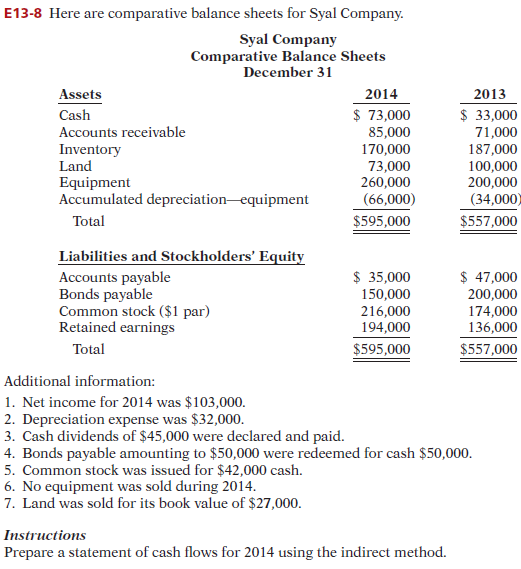 E13-8 Here are comparative balance sheets for Syal Company.
Syal Company
Comparative Balance Sheets
December 31
Assets 2014 2013
Cash $ 73,000 $ 33,000
Accounts receivable 85,000 71,000
Inventory 170,000 187,000
Land 73,000 100,000
Equipment 260,000 200,000
Accumulated depreciation—equipment (66,000) (34,000)
Total $595,000 $557,000
Liabilities and Stockholders' Equity
Accounts payable $ 35,000 $ 47,000
Bonds payable 150,000 200,000
Common stock ($1 par) 216,000 174,000
Retained earnings 194,000 136,000
Total $595,000 $557,000
Additional information:
1. Net income for 2014 was $103,000.
2. Depreciation expense was $32,000.
3. Cash dividends of $45,000 were declared and paid.
4. Bonds payable amounting to $50,000 were redeemed for cash $50,000.
5. Common stock was issued for $42,000 cash.
6. No equipment was sold during 2014.
7. Land was sold for its book value of $27,000.
Instructions
Prepare a statement of cash flows for 2014 using the indirect method.